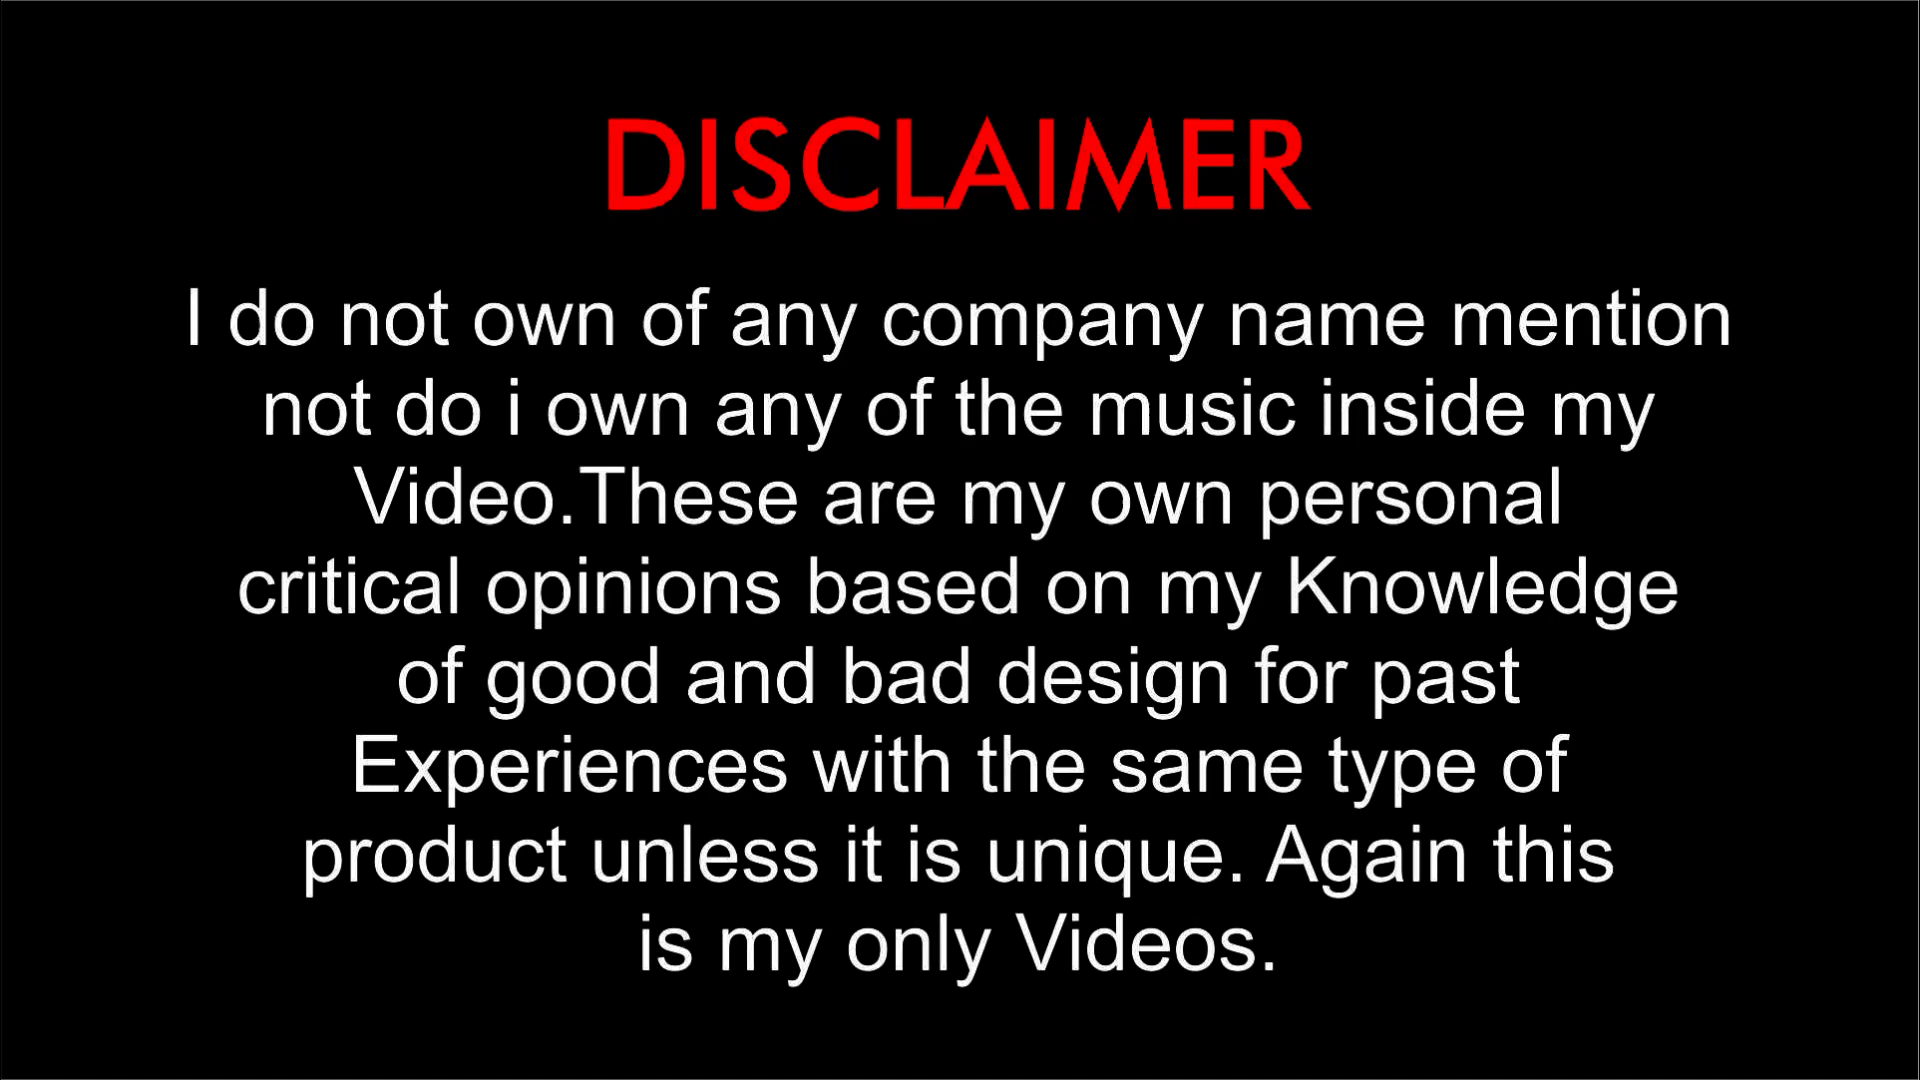 DISCLAIMER
I do not own of any company name mention
not do i own any of the music inside my
Video.These are my own personal
critical opinions based on my Knowledge
of good and bad design for past
Experiences with the same type of
product unless it is unique. Again this
is my only Videos.